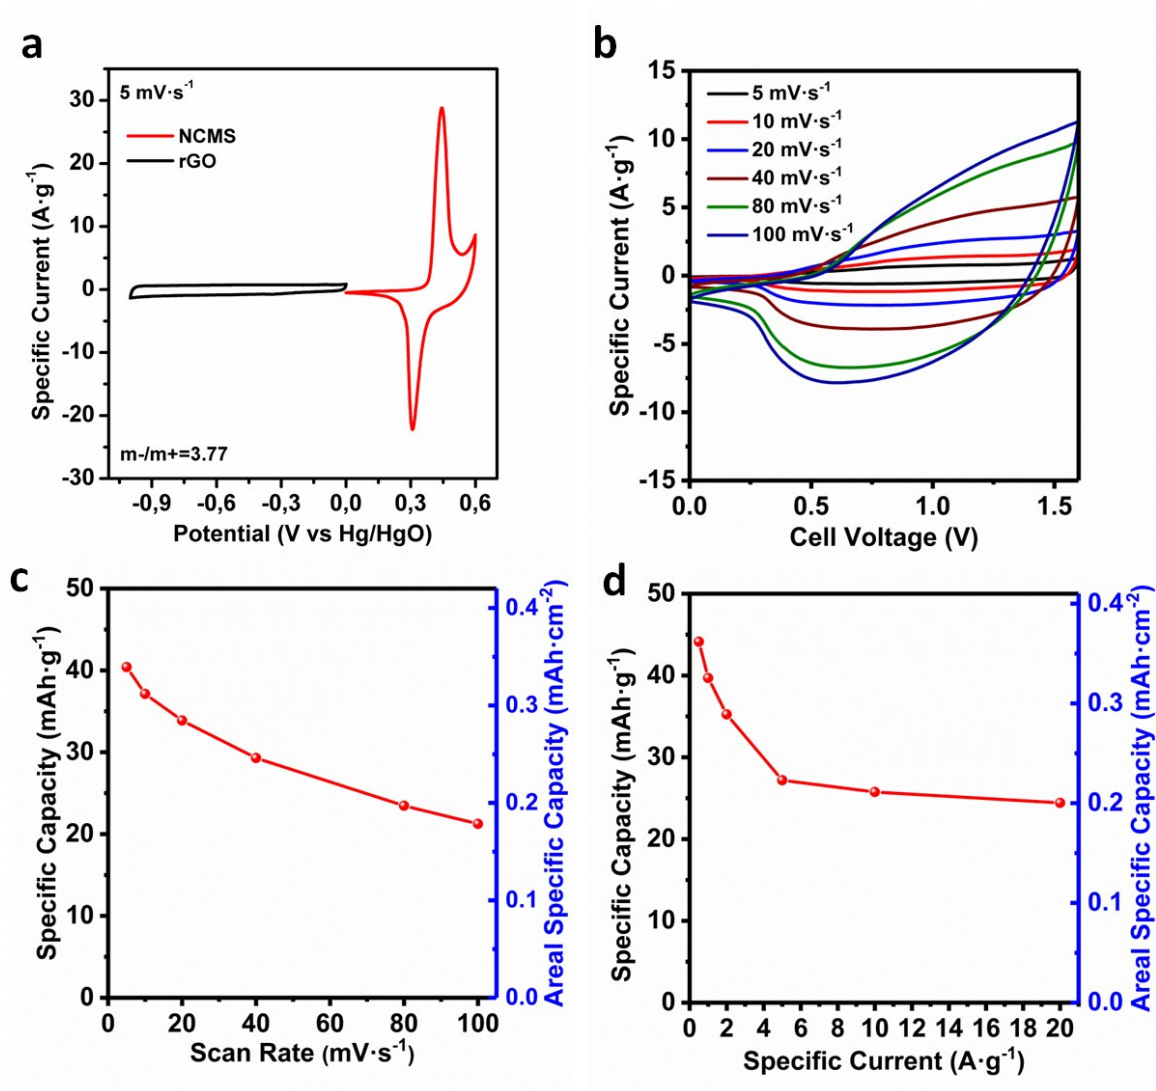 a
5 mV·s⁻¹
NCMS
rGO
m-/m+=3.77
30
20
10
0
-10
-20
-30
Specific Current (A·g⁻¹)
-0,9 -0,6 -0,3 0,0 0,3 0,6
Potential (V vs Hg/HgO)
b
5 mV·s⁻¹
10 mV·s⁻¹
20 mV·s⁻¹
40 mV·s⁻¹
80 mV·s⁻¹
100 mV·s⁻¹
15
10
5
0
-5
-10
-15
Specific Current (A·g⁻¹)
0.0 0.5 1.0 1.5
Cell Voltage (V)
c
50
40
30
20
10
0
Specific Capacity (mAh·g⁻¹)
0.4
0.3
0.2
0.1
0.0
Areal Specific Capacity (mAh·cm⁻²)
0 20 40 60 80 100
Scan Rate (mV·s⁻¹)
d
50
40
30
20
10
0
Specific Capacity (mAh·g⁻¹)
0.4
0.3
0.2
0.1
0.0
Areal Specific Capacity (mAh·cm⁻²)
0 2 4 6 8 10 12 14 16 18 20
Specific Current (A·g⁻¹)